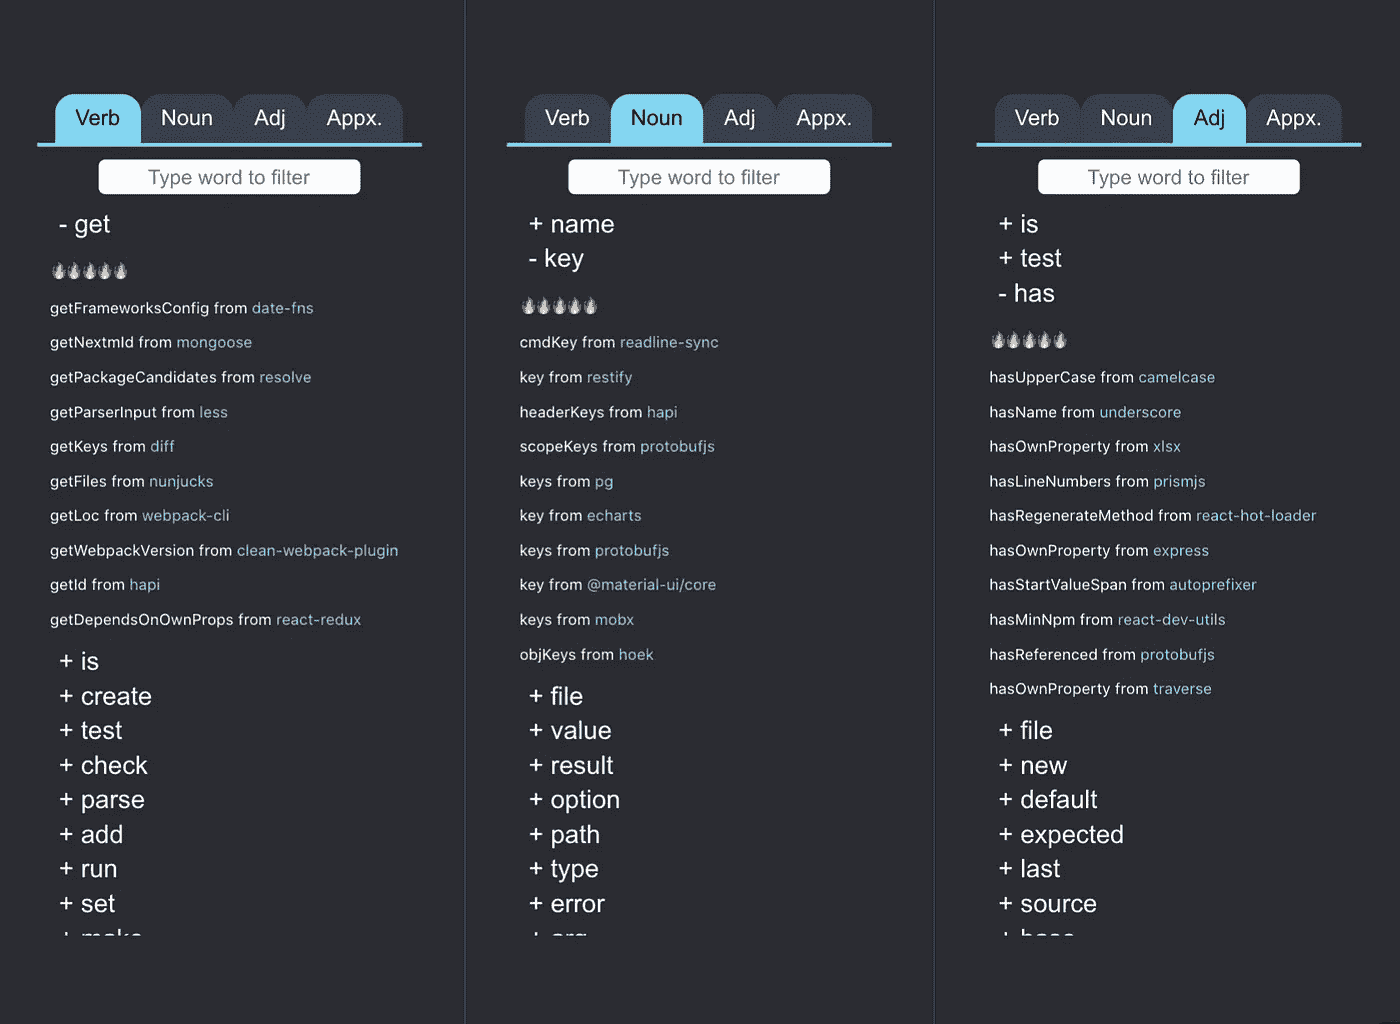 Verb Noun Adj Appx.
Type word to filter
- get
getFrameworksConfig from date-fns
getNextmId from mongoose
getPackageCandidates from resolve
getParserInput from less
getKeys from diff
getFiles from nunjucks
getLoc from webpack-cli
getWebpackVersion from clean-webpack-plugin
getId from hapi
getDependsOnOwnProps from react-redux
+ is
+ create
+ test
+ check
+ parse
+ add
+ run
+ set
Verb Noun Adj Appx.
Type word to filter
+ name
- key
cmdKey from readline-sync
key from restify
headerKeys from hapi
scopeKeys from protobufjs
keys from pg
key from echarts
keys from protobufjs
key from @material-ui/core
keys from mobx
objKeys from hoek
+ file
+ value
+ result
+ option
+ path
+ type
+ error
Verb Noun Adj Appx.
Type word to filter
+ is
+ test
- has
hasUpperCase from camelcase
hasName from underscore
hasOwnProperty from xlsx
hasLineNumbers from prismjs
hasRegenerateMethod from react-hot-loader
hasOwnProperty from express
hasStartValueSpan from autoprefixer
hasMinNpm from react-dev-utils
hasReferenced from protobufjs
hasOwnProperty from traverse
+ file
+ new
+ default
+ expected
+ last
+ source